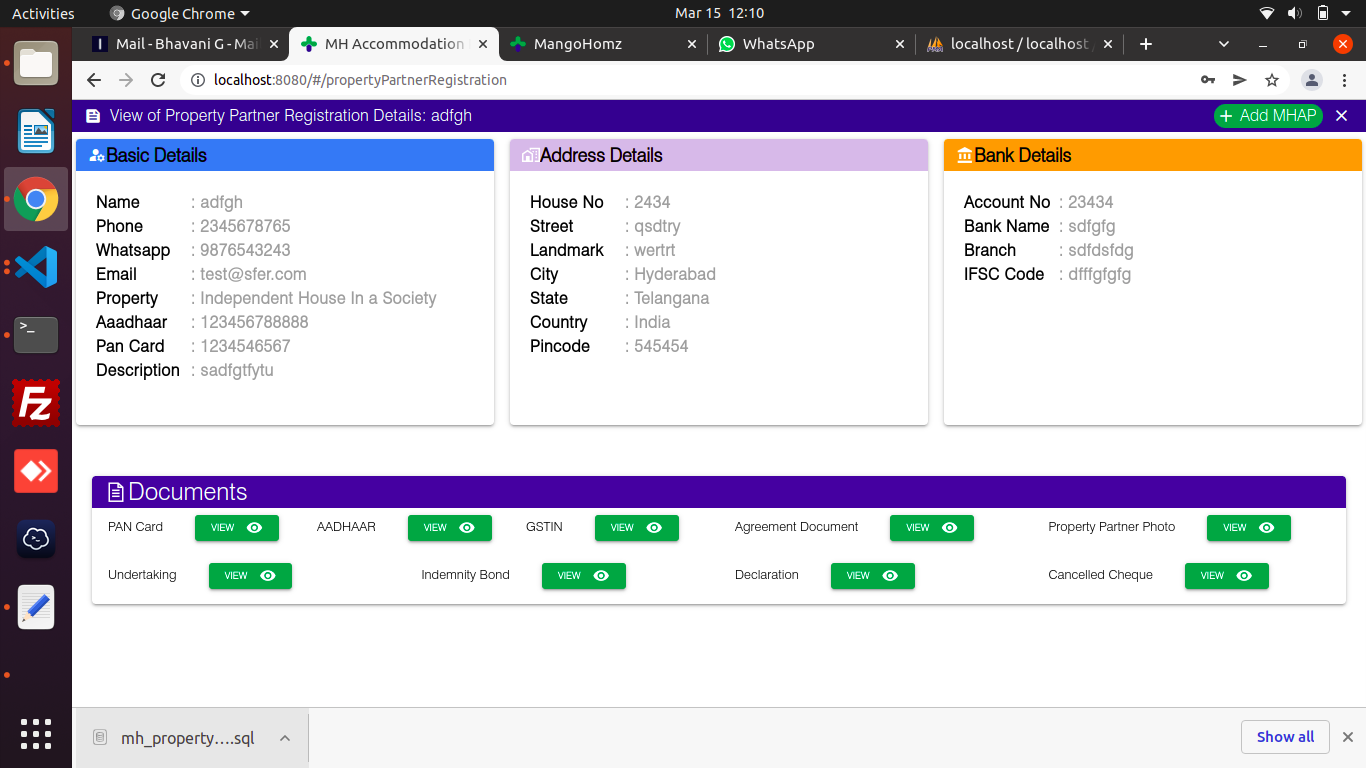 Activities
Google Chrome
Mar 15 12:10
Mail - Bhavani G - Mai
MH Accommodation
MangoHomz
WhatsApp
localhost / localhost
localhost:8080/#/propertyPartnerRegistration
View of Property Partner Registration Details: adfgh
+ Add MHAP
Basic Details
Name : adfgh
Phone : 2345678765
Whatsapp : 9876543243
Email : test@sfer.com
Property : Independent House In a Society
Aaadhaar : 123456788888
Pan Card : 1234546567
Description : sadfgtfytu
Address Details
House No : 2434
Street : qsdtry
Landmark : wertrt
City : Hyderabad
State : Telangana
Country : India
Pincode : 545454
Bank Details
Account No : 23434
Bank Name : sdfgfg
Branch : sdfdsfdg
IFSC Code : dfffgfgfg
Documents
PAN Card VIEW AADHAAR VIEW GSTIN VIEW Agreement Document VIEW Property Partner Photo VIEW
Undertaking VIEW Indemnity Bond VIEW Declaration VIEW Cancelled Cheque VIEW
mh_property....sql
Show all